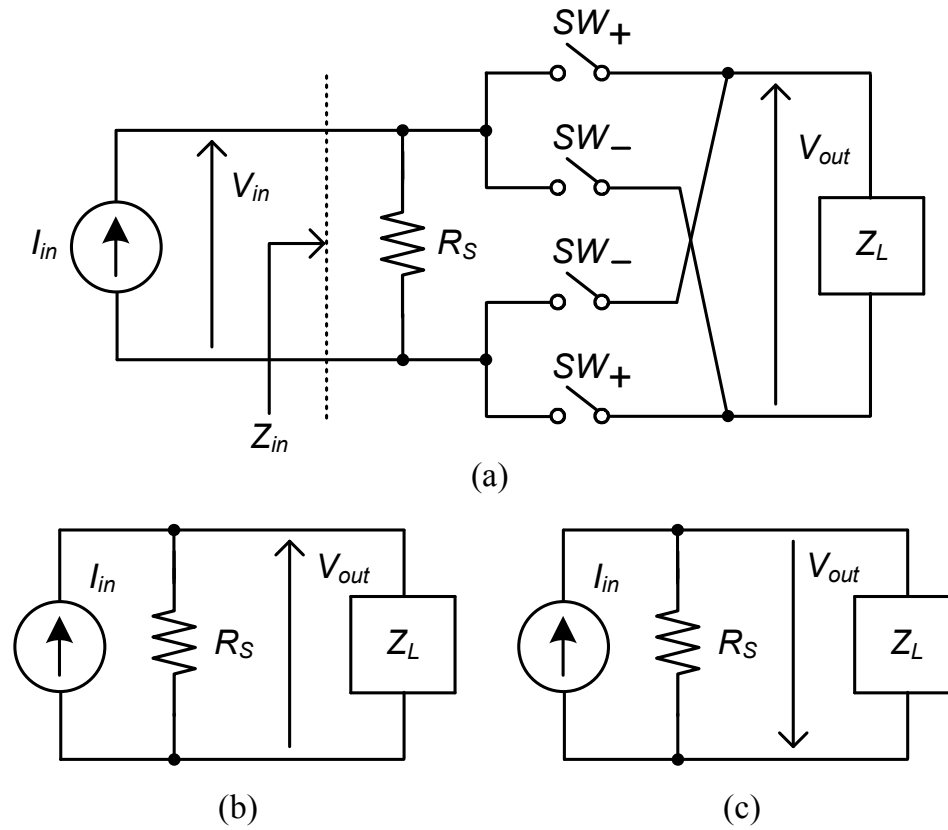 SW+
SW−
Vin
Vout
Iin
RS
SW−
ZL
SW+
Zin
(a)
Iin
RS
Vout
ZL
Iin
RS
Vout
ZL
(b)
(c)